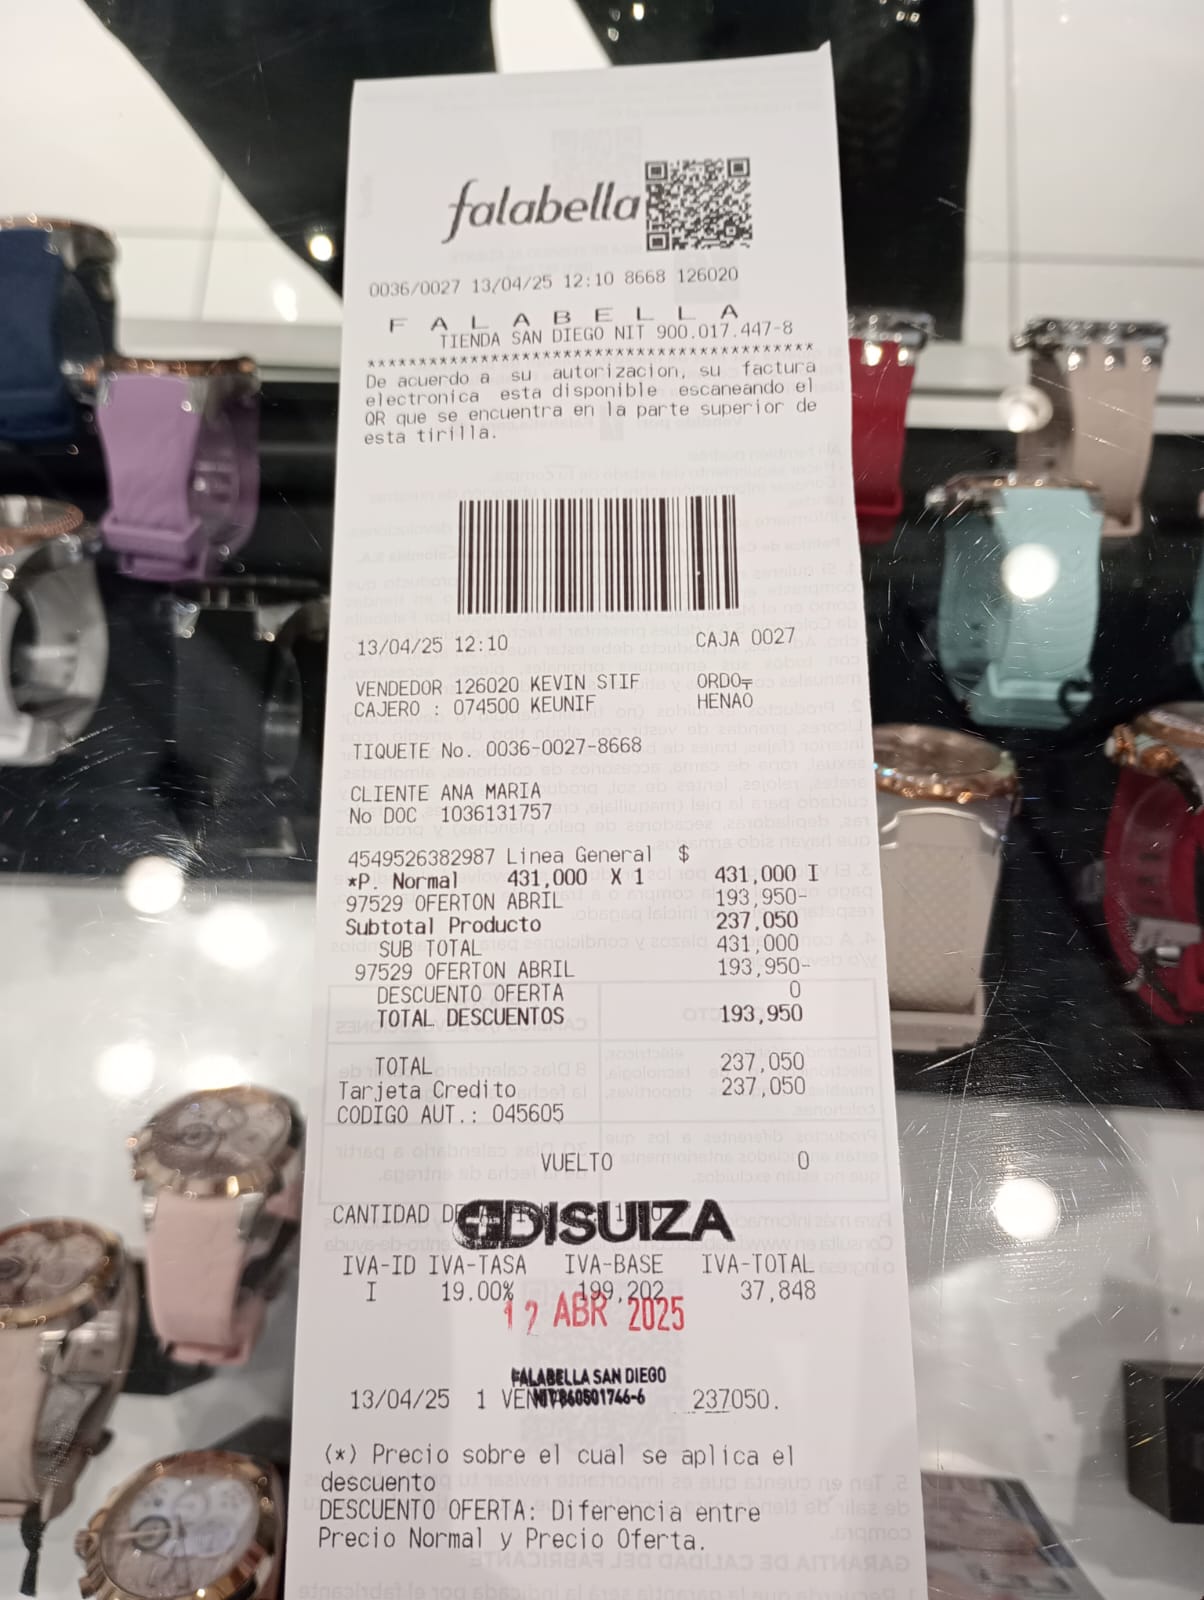 falabella
0036/0027 13/04/25 12:10 8668 126020
F A L A B E L L A
TIENDA SAN DIEGO NIT 900.017.447-8
******************************************
De acuerdo a su autorizacion, su factura
electronica esta disponible escaneando el
QR que se encuentra en la parte superior de
esta tirilla.
13/04/25 12:10 CAJA 0027
VENDEDOR 126020 KEVIN STIF ORDO
CAJERO : 074500 KEUNIF HENAO
TIQUETE No. 0036-0027-8668
CLIENTE ANA MARIA
No DOC 1036131757
4549526382987 Linea General $
*P. Normal 431,000 X 1 431,000 I
97529 OFERTON ABRIL 193,950-
Subtotal Producto 237,050
SUB TOTAL 431,000
97529 OFERTON ABRIL 193,950-
DESCUENTO OFERTA 0
TOTAL DESCUENTOS 193,950
TOTAL 237,050
Tarjeta Credito 237,050
CODIGO AUT.: 045605
VUELTO 0
CANTIDAD
DISUIZA
IVA-ID IVA-TASA IVA-BASE IVA-TOTAL
I 19.00% 199,202 37,848
12 ABR 2025
FALABELLA SAN DIEGO
NIT 860501746-6
13/04/25 1 237050.
(*) Precio sobre el cual se aplica el
descuento
DESCUENTO OFERTA: Diferencia entre
Precio Normal y Precio Oferta.